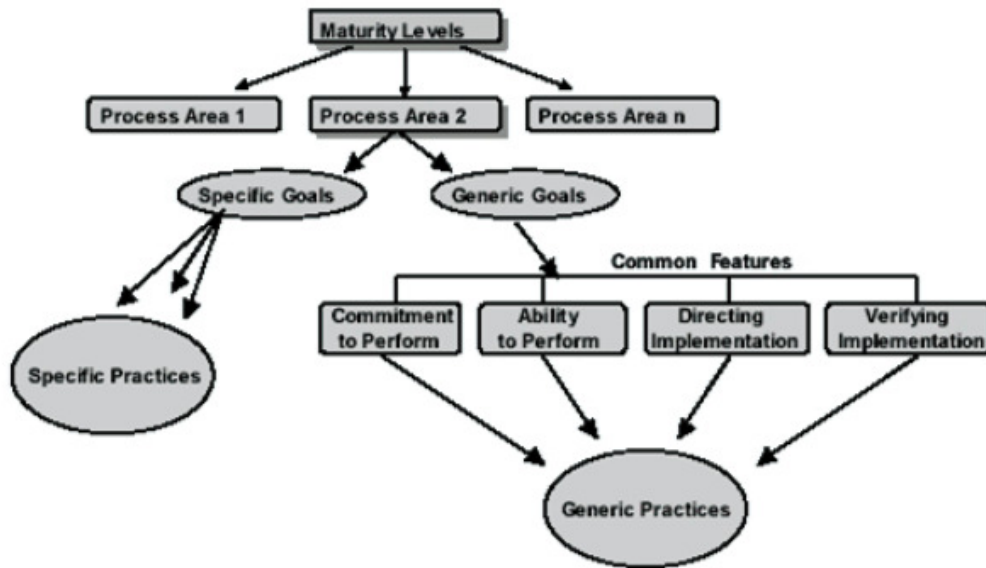 Maturity Levels
Process Area 1
Process Area 2
Process Area n
Specific Goals
Generic Goals
Common Features
Commitment
to Perform
Ability
to Perform
Directing
Implementation
Verifying
Implementation
Specific Practices
Generic Practices